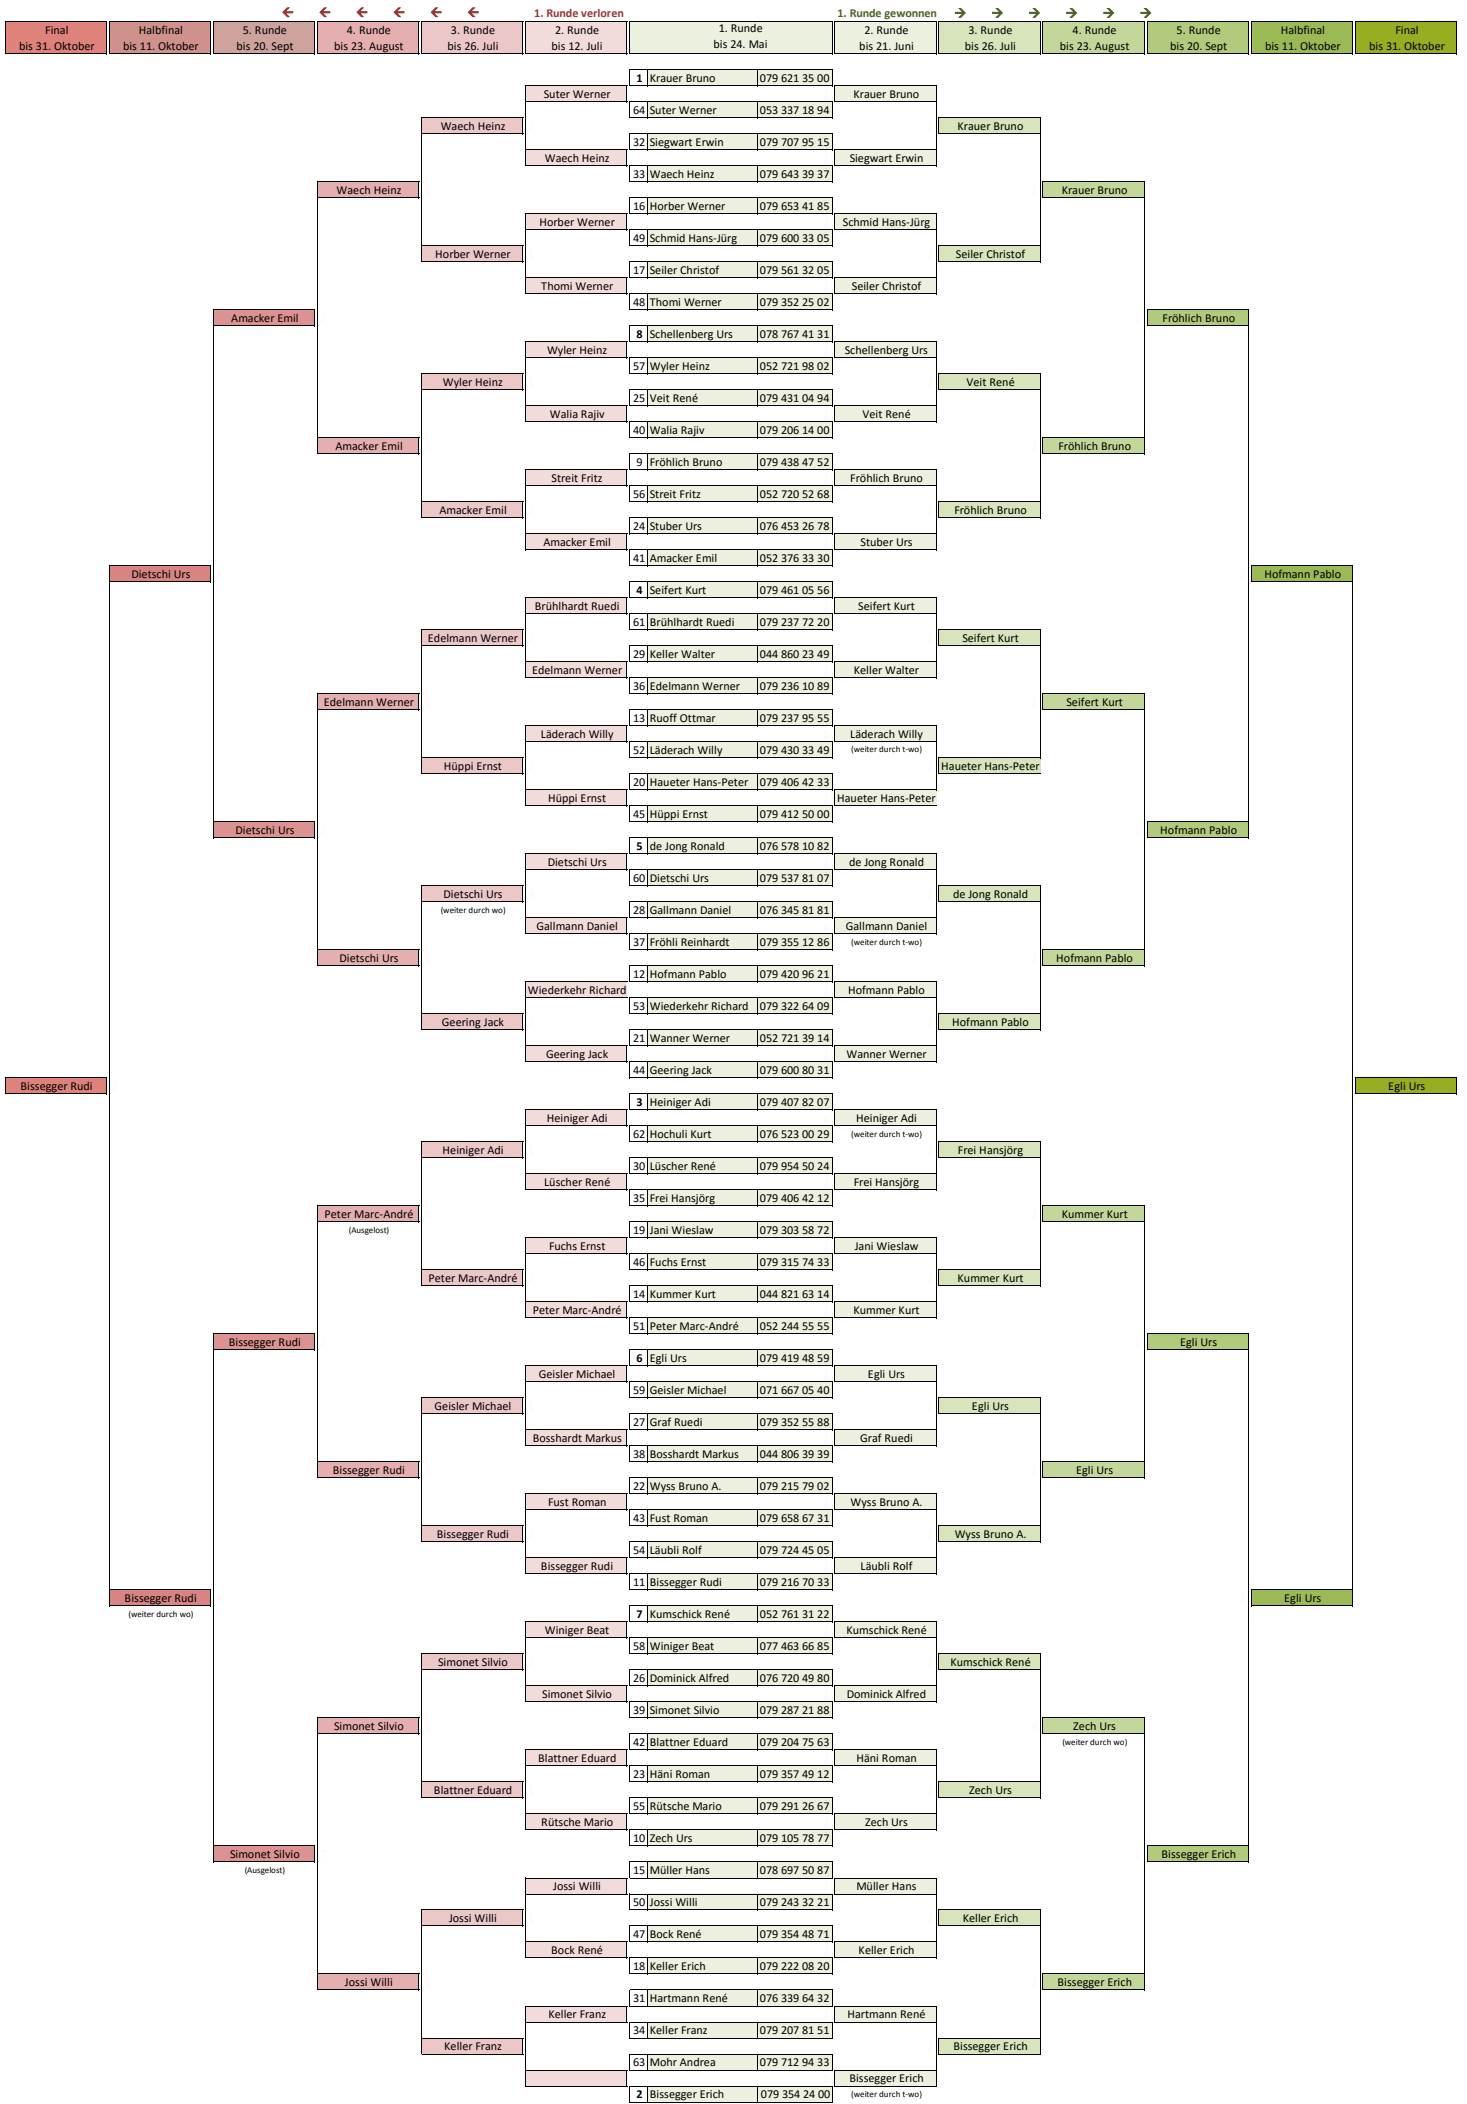 ← ← ← ← ← ← 1. Runde verloren 1. Runde gewonnen → → → → → →
Final Halbfinal 5. Runde 4. Runde 3. Runde 2. Runde 1. Runde 2. Runde 3. Runde 4. Runde 5. Runde Halbfinal Final
bis 31. Oktober bis 11. Oktober bis 20. Sept bis 23. August bis 26. Juli bis 12. Juli bis 24. Mai bis 21. Juni bis 26. Juli bis 23. August bis 20. Sept bis 11. Oktober bis 31. Oktober
1 Krauer Bruno 079 621 35 00
Suter Werner Krauer Bruno
64 Suter Werner 053 337 18 94
Waech Heinz Krauer Bruno
32 Siegwart Erwin 079 707 95 15
Waech Heinz Siegwart Erwin
33 Waech Heinz 079 643 39 37
Waech Heinz Krauer Bruno
16 Horber Werner 079 653 41 85
Horber Werner Schmid Hans-Jürg
49 Schmid Hans-Jürg 079 600 33 05
Horber Werner Seiler Christof
17 Seiler Christof 079 561 32 05
Thomi Werner Seiler Christof
48 Thomi Werner 079 352 25 02
Amacker Emil Fröhlich Bruno
8 Schellenberg Urs 078 767 41 31
Wyler Heinz Schellenberg Urs
57 Wyler Heinz 052 721 98 02
Wyler Heinz Veit René
25 Veit René 079 431 04 94
Walia Rajiv Veit René
40 Walia Rajiv 079 206 14 00
Amacker Emil Fröhlich Bruno
9 Fröhlich Bruno 079 438 47 52
Streit Fritz Fröhlich Bruno
56 Streit Fritz 052 720 52 68
Amacker Emil Fröhlich Bruno
24 Stuber Urs 076 453 26 78
Amacker Emil Stuber Urs
41 Amacker Emil 052 376 33 30
Dietschi Urs Hofmann Pablo
4 Seifert Kurt 079 461 05 56
Brühlhardt Ruedi Seifert Kurt
61 Brühlhardt Ruedi 079 237 72 20
Edelmann Werner Seifert Kurt
29 Keller Walter 044 860 23 49
Edelmann Werner Keller Walter
36 Edelmann Werner 079 236 10 89
Edelmann Werner Seifert Kurt
13 Ruoff Ottmar 079 237 95 55
Läderach Willy Läderach Willy
52 Läderach Willy 079 430 33 49 (weiter durch t-wo)
Hüppi Ernst Haueter Hans-Peter
20 Haueter Hans-Peter 079 406 42 33
Hüppi Ernst Haueter Hans-Peter
45 Hüppi Ernst 079 412 50 00
Dietschi Urs Hofmann Pablo
5 de Jong Ronald 076 578 10 82
Dietschi Urs de Jong Ronald
60 Dietschi Urs 079 537 81 07
Dietschi Urs de Jong Ronald
(weiter durch wo) 28 Gallmann Daniel 076 345 81 81
Gallmann Daniel Gallmann Daniel
37 Fröhli Reinhardt 079 355 12 86 (weiter durch t-wo)
Dietschi Urs Hofmann Pablo
12 Hofmann Pablo 079 420 96 21
Wiederkehr Richard Hofmann Pablo
53 Wiederkehr Richard 079 322 64 09
Geering Jack Hofmann Pablo
21 Wanner Werner 052 721 39 14
Geering Jack Wanner Werner
44 Geering Jack 079 600 80 31
Bissegger Rudi Egli Urs
3 Heiniger Adi 079 407 82 07
Heiniger Adi Heiniger Adi
62 Hochuli Kurt 076 523 00 29 (weiter durch t-wo)
Heiniger Adi Frei Hansjörg
30 Lüscher René 079 954 50 24
Lüscher René Frei Hansjörg
35 Frei Hansjörg 079 406 42 12
Peter Marc-André Kummer Kurt
(Ausgelost) 19 Jani Wieslaw 079 303 58 72
Fuchs Ernst Jani Wieslaw
46 Fuchs Ernst 079 315 74 33
Peter Marc-André Kummer Kurt
14 Kummer Kurt 044 821 63 14
Peter Marc-André Kummer Kurt
51 Peter Marc-André 052 244 55 55
Bissegger Rudi Egli Urs
6 Egli Urs 079 419 48 59
Geisler Michael Egli Urs
59 Geisler Michael 071 667 05 40
Geisler Michael Egli Urs
27 Graf Ruedi 079 352 55 88
Bosshardt Markus Graf Ruedi
38 Bosshardt Markus 044 806 39 39
Bissegger Rudi Egli Urs
22 Wyss Bruno A. 079 215 79 02
Fust Roman Wyss Bruno A.
43 Fust Roman 079 658 67 31
Bissegger Rudi Wyss Bruno A.
54 Läubli Rolf 079 724 45 05
Bissegger Rudi Läubli Rolf
11 Bissegger Rudi 079 216 70 33
Bissegger Rudi Egli Urs
(weiter durch wo) 7 Kumschick René 052 761 31 22
Winiger Beat Kumschick René
58 Winiger Beat 077 463 66 85
Simonet Silvio Kumschick René
26 Dominick Alfred 076 720 49 80
Simonet Silvio Dominick Alfred
39 Simonet Silvio 079 287 21 88
Simonet Silvio Zech Urs
42 Blattner Eduard 079 204 75 63 (weiter durch wo)
Blattner Eduard Häni Roman
23 Häni Roman 079 357 49 12
Blattner Eduard Zech Urs
55 Rütsche Mario 079 291 26 67
Rütsche Mario Zech Urs
10 Zech Urs 079 105 78 77
Simonet Silvio Bissegger Erich
(Ausgelost) 15 Müller Hans 078 697 50 87
Jossi Willi Müller Hans
50 Jossi Willi 079 243 32 21
Jossi Willi Keller Erich
47 Bock René 079 354 48 71
Bock René Keller Erich
18 Keller Erich 079 222 08 20
Jossi Willi Bissegger Erich
31 Hartmann René 076 339 64 32
Keller Franz Hartmann René
34 Keller Franz 079 207 81 51
Keller Franz Bissegger Erich
63 Mohr Andrea 079 712 94 33
Bissegger Erich
2 Bissegger Erich 079 354 24 00 (weiter durch t-wo)